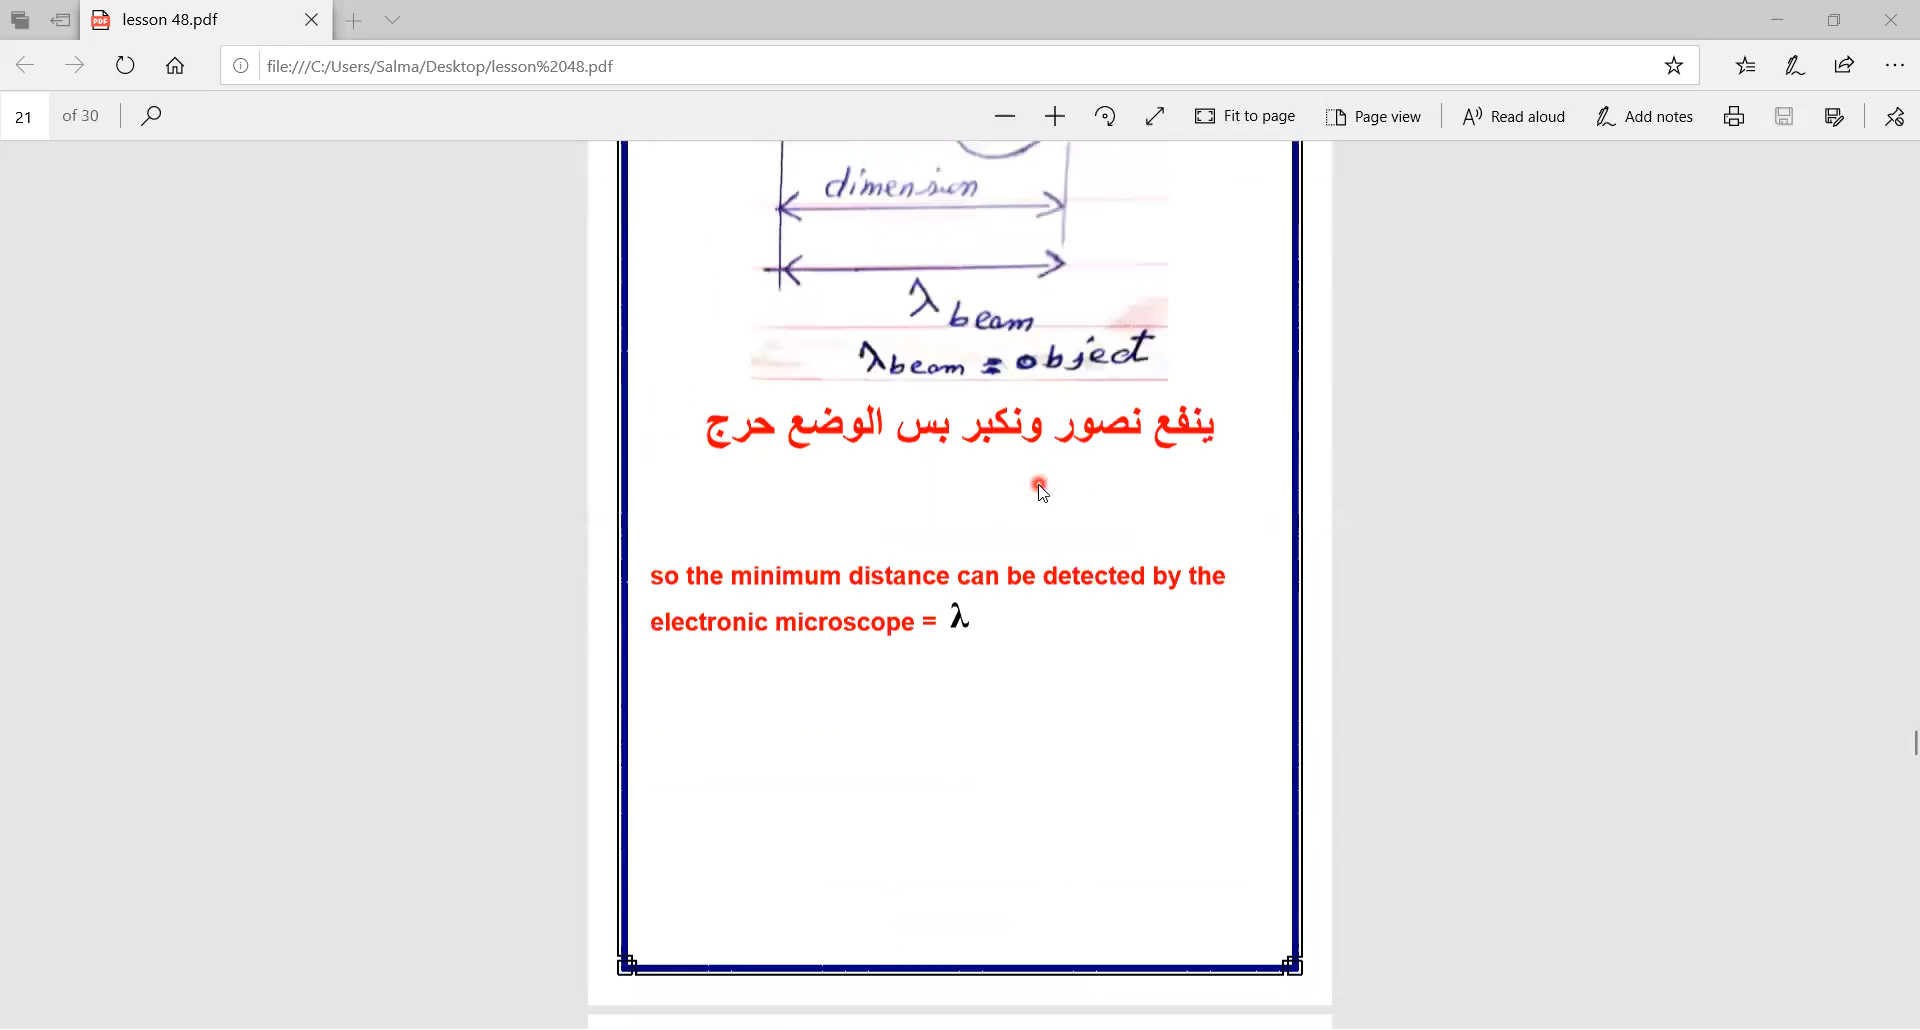 lesson 48.pdf
file:///C:/Users/Salma/Desktop/lesson%2048.pdf
21 of 30
Fit to page
Page view
Read aloud
Add notes
dimension
λ beam
λbeam = object
ينفع نصور ونكبر بس الوضع حرج
so the minimum distance can be detected by the
electronic microscope = λ